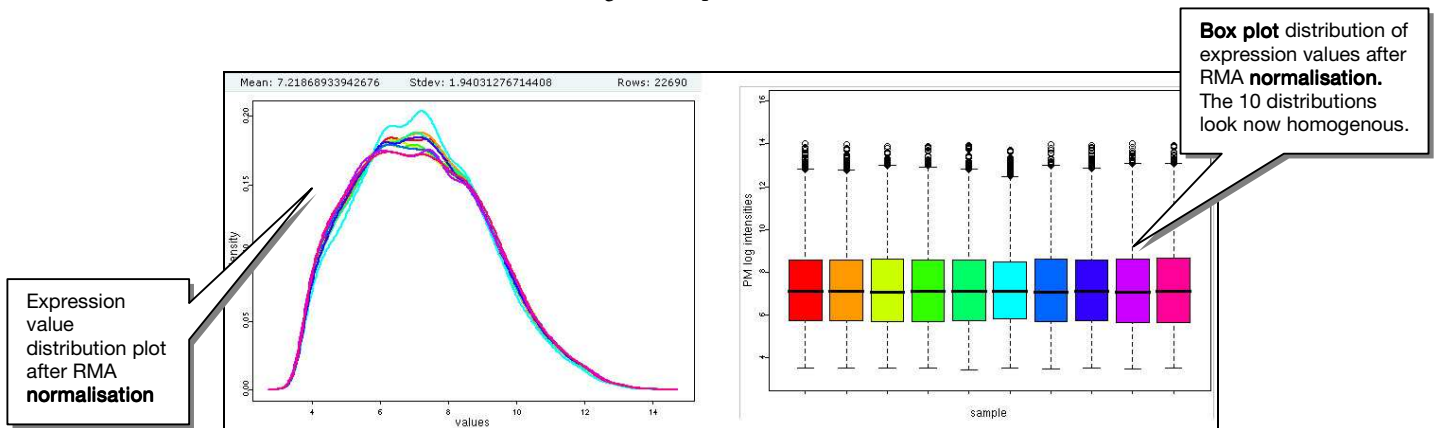 Box plot distribution of
expression values after
RMA normalisation.
The 10 distributions
look now homogenous.
Mean: 7.21868933942676 Stdev: 1.94031276714408 Rows: 22690
0.20
0.15
0.05
0.00
4 6 8 10 12 14
values
Expression
value
distribution plot
after RMA
normalisation
PM log intensities
16
14
12
10
8
6
4
sample